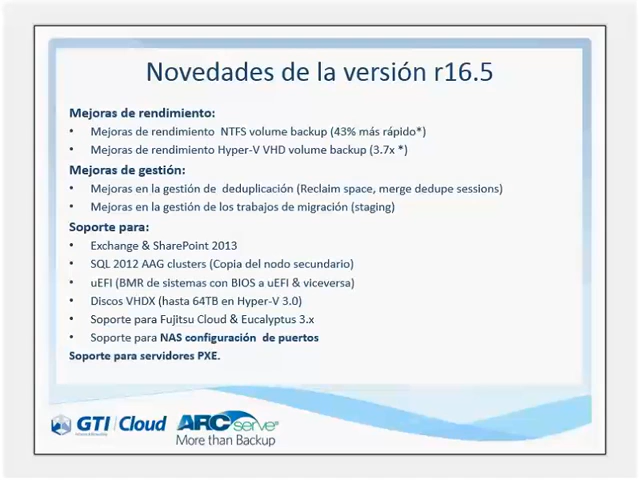 Novedades de la versión r16.5
Mejoras de rendimiento:
• Mejoras de rendimiento NTFS volume backup (43% más rápido*)
• Mejoras de rendimiento Hyper-V VHD volume backup (3.7x *)
Mejoras de gestión:
• Mejoras en la gestión de deduplicación (Reclaim space, merge dedupe sessions)
• Mejoras en la gestión de los trabajos de migración (staging)
Soporte para:
• Exchange & SharePoint 2013
• SQL 2012 AAG clusters (Copia del nodo secundario)
• uEFI (BMR de sistemas con BIOS a uEFI & viceversa)
• Discos VHDX (hasta 64TB en Hyper-V 3.0)
• Soporte para Fujitsu Cloud & Eucalyptus 3.x
• Soporte para NAS configuración de puertos
Soporte para servidores PXE.
GTI | Cloud
ARCserve®
More than Backup